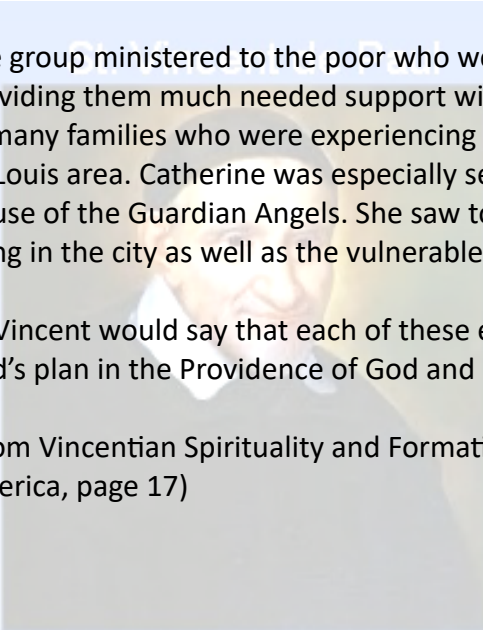 St. Vincent de Paul
e group ministered to the poor who we
viding them much needed support wi
many families who were experiencing
Louis area. Catherine was especially se
use of the Guardian Angels. She saw to
ng in the city as well as the vulnerable
Vincent would say that each of these e
d’s plan in the Providence of God and
om Vincentian Spirituality and Formati
erica, page 17)